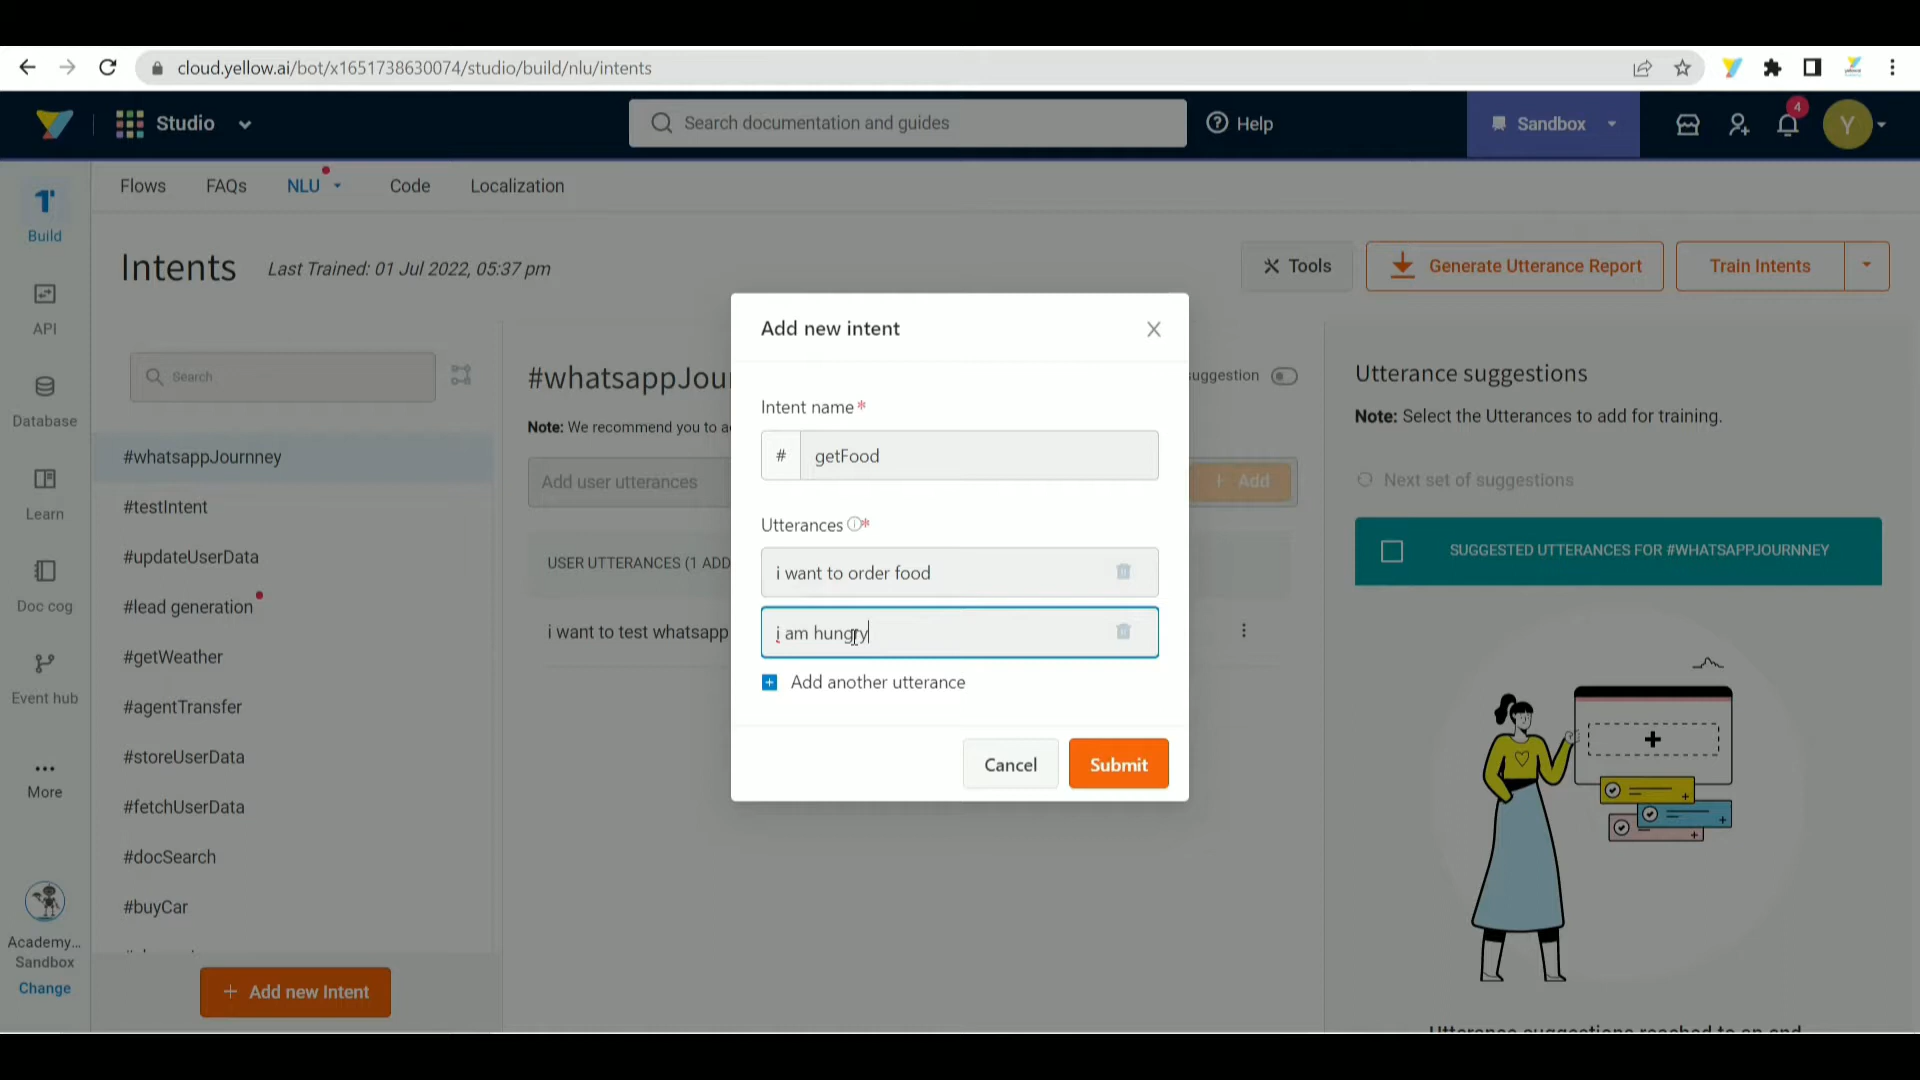 cloud.yellow.ai/bot/x1651738630074/studio/build/nlu/intents
Studio
Search documentation and guides
Help
Sandbox
4
Y
Flows
FAQs
NLU
Code
Localization
Build
API
Database
Learn
Doc cog
Event hub
More
Academy...
Sandbox
Change
Intents
Last Trained: 01 Jul 2022, 05:37 pm
Tools
Generate Utterance Report
Train Intents
Search
#whatsappJournney
#testIntent
#updateUserData
#lead generation
#getWeather
#agentTransfer
#storeUserData
#fetchUserData
#docSearch
#buyCar
+ Add new Intent
#whatsappJour
uggestion
Note: We recommend you to a
Add user utterances
+ Add
USER UTTERANCES (1 ADD
i want to test whatsapp
Add new intent
Intent name *
# getFood
Utterances *
i want to order food
i am hungry
+ Add another utterance
Cancel
Submit
Utterance suggestions
Note: Select the Utterances to add for training.
Next set of suggestions
SUGGESTED UTTERANCES FOR #WHATSAPPJOURNNEY